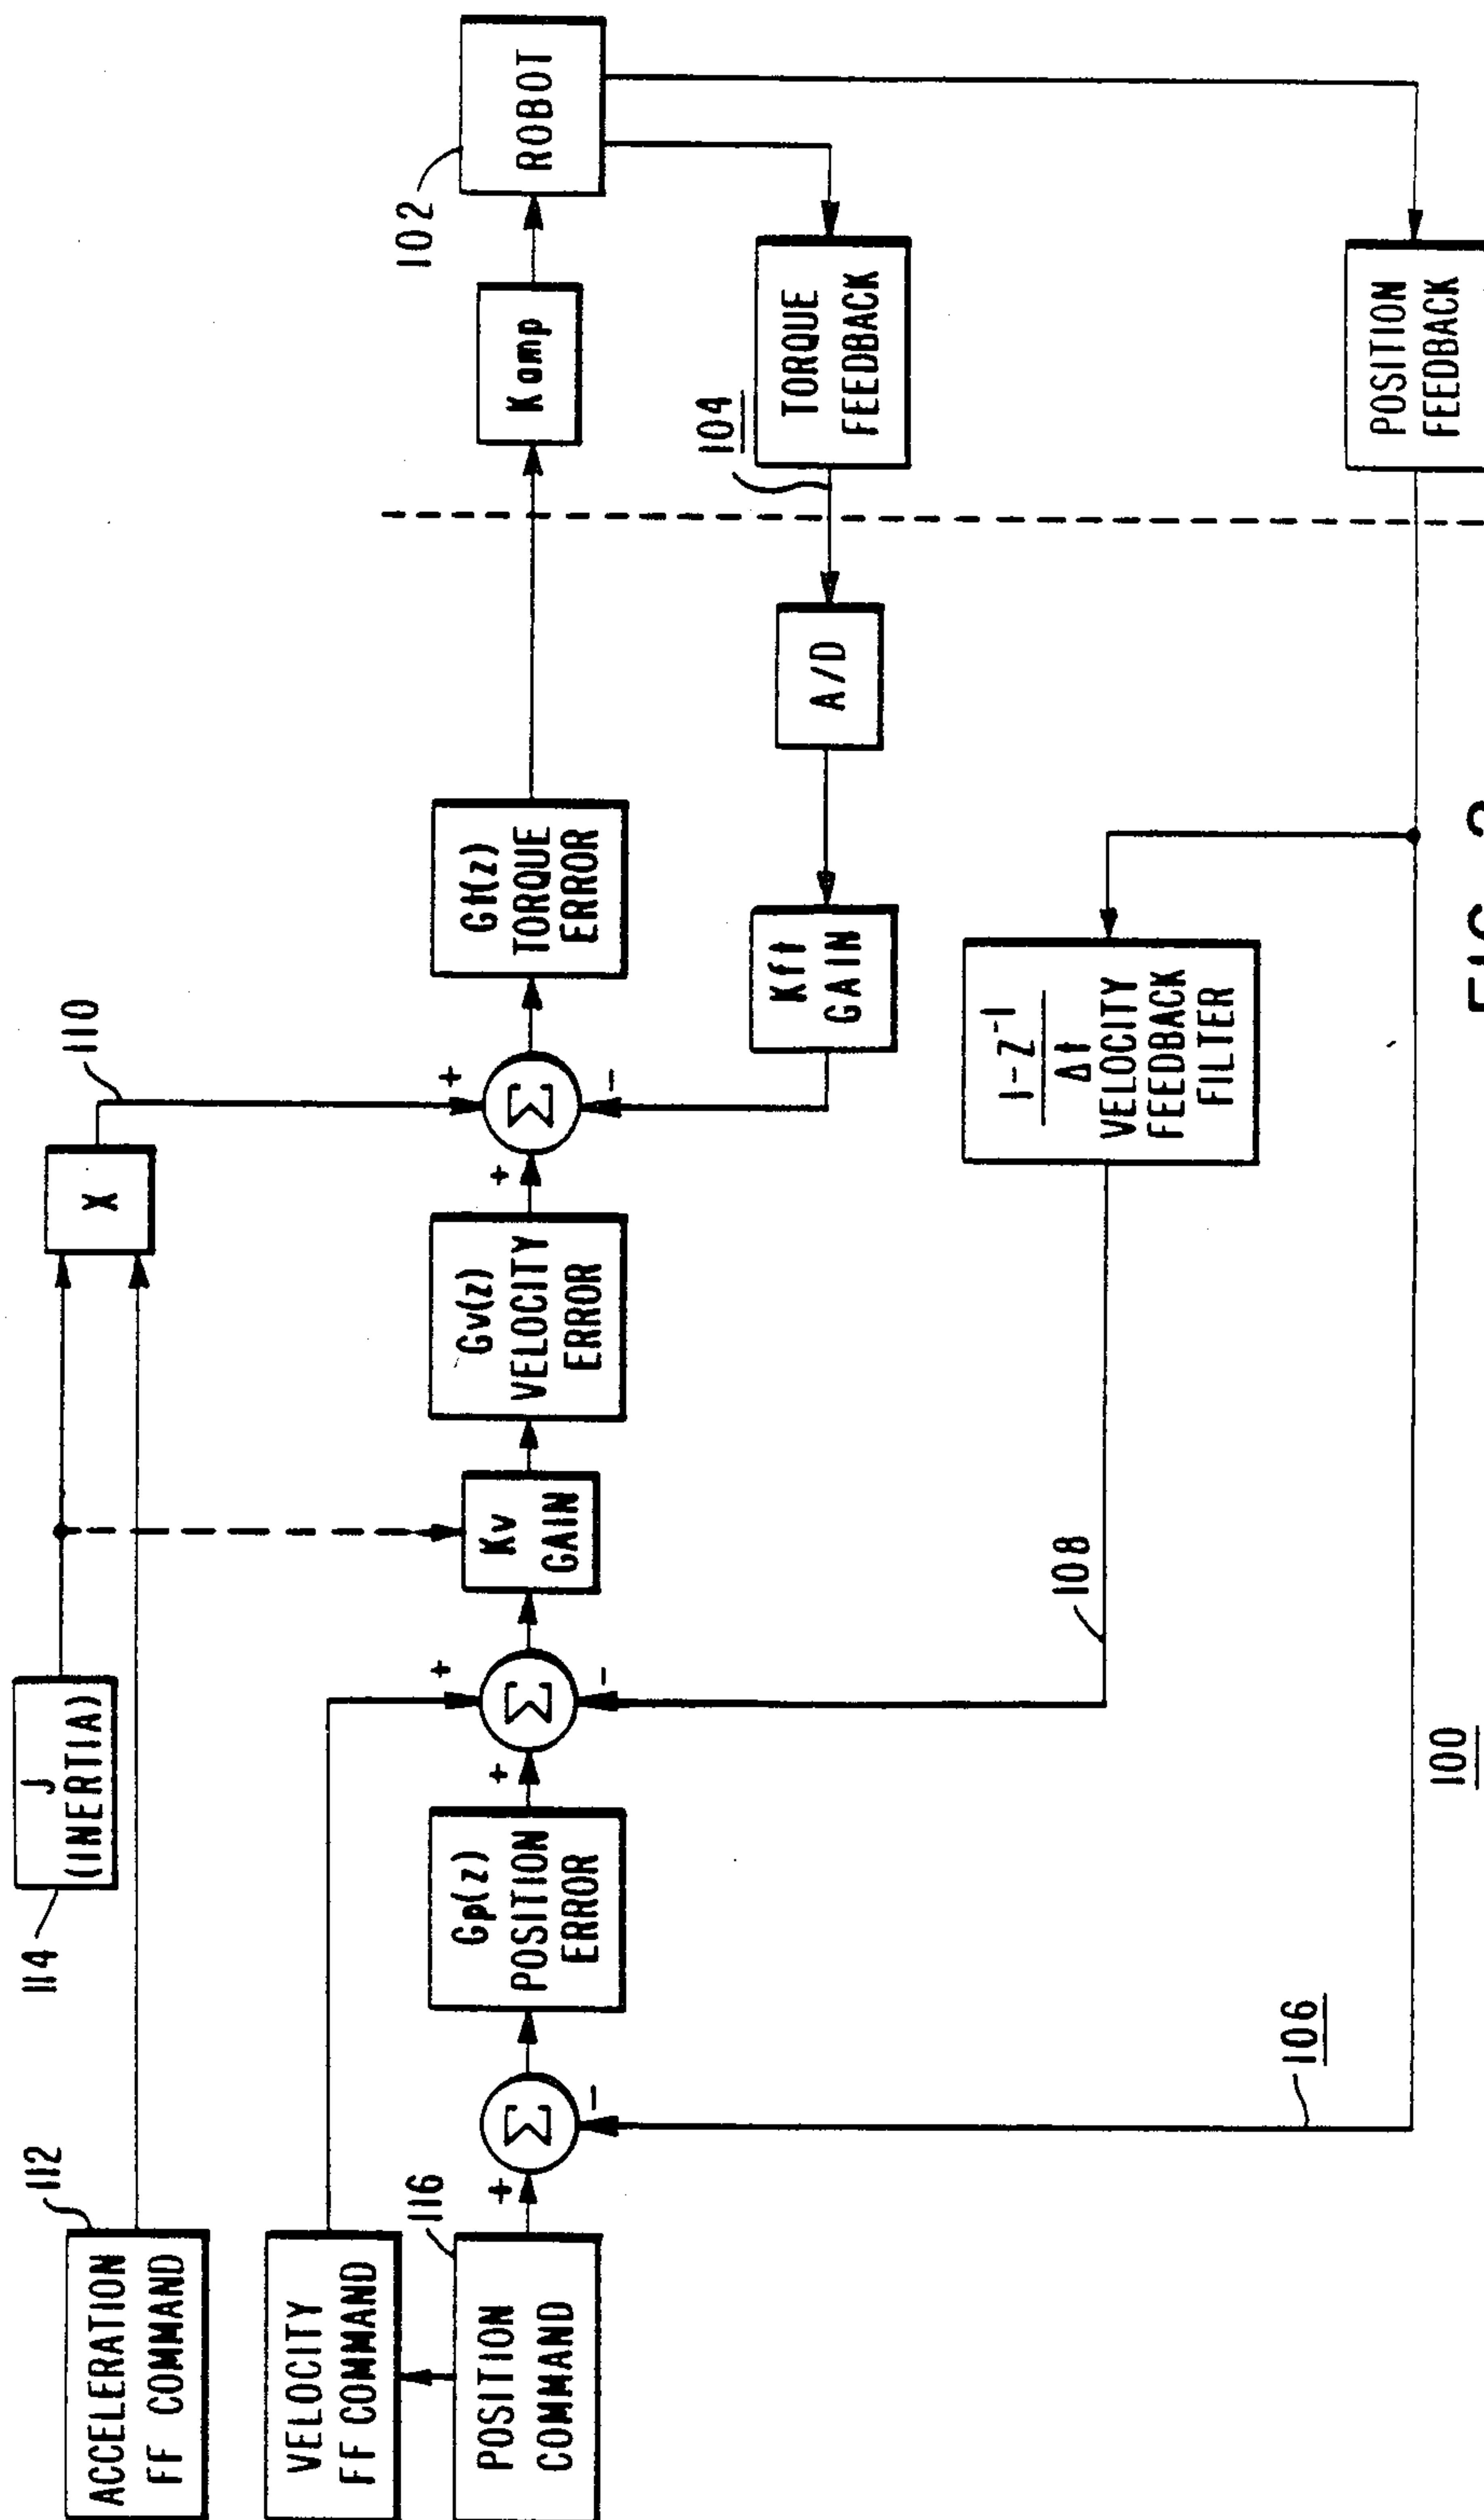 112
ACCELERATION
FF COMMAND
114
J
(INERTIA)
X
110
VELOCITY
FF COMMAND
116
POSITION
COMMAND
+
Σ
−
Gp(z)
POSITION
ERROR
+
+
Σ
−
Kv
GAIN
Gv(z)
VELOCITY
ERROR
+
+
Σ
−
Gt(z)
TORQUE
ERROR
Kamp
102
ROBOT
Kft
GAIN
A/D
104
TORQUE
FEEDBACK
108
1-Z⁻¹
Δt
VELOCITY
FEEDBACK
FILTER
106
100
POSITION
FEEDBACK